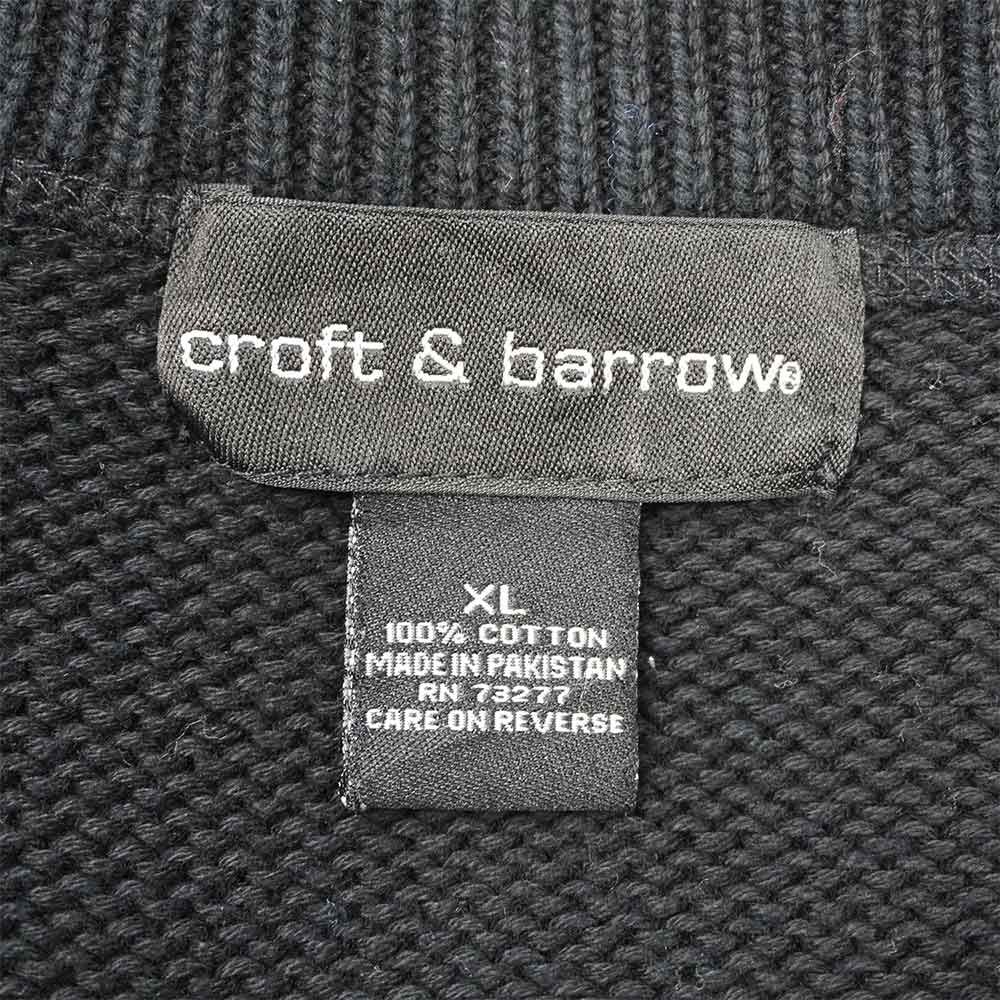 croft & barrow®
XL
100% COTTON
MADE IN PAKISTAN
RN 73277
CARE ON REVERSE